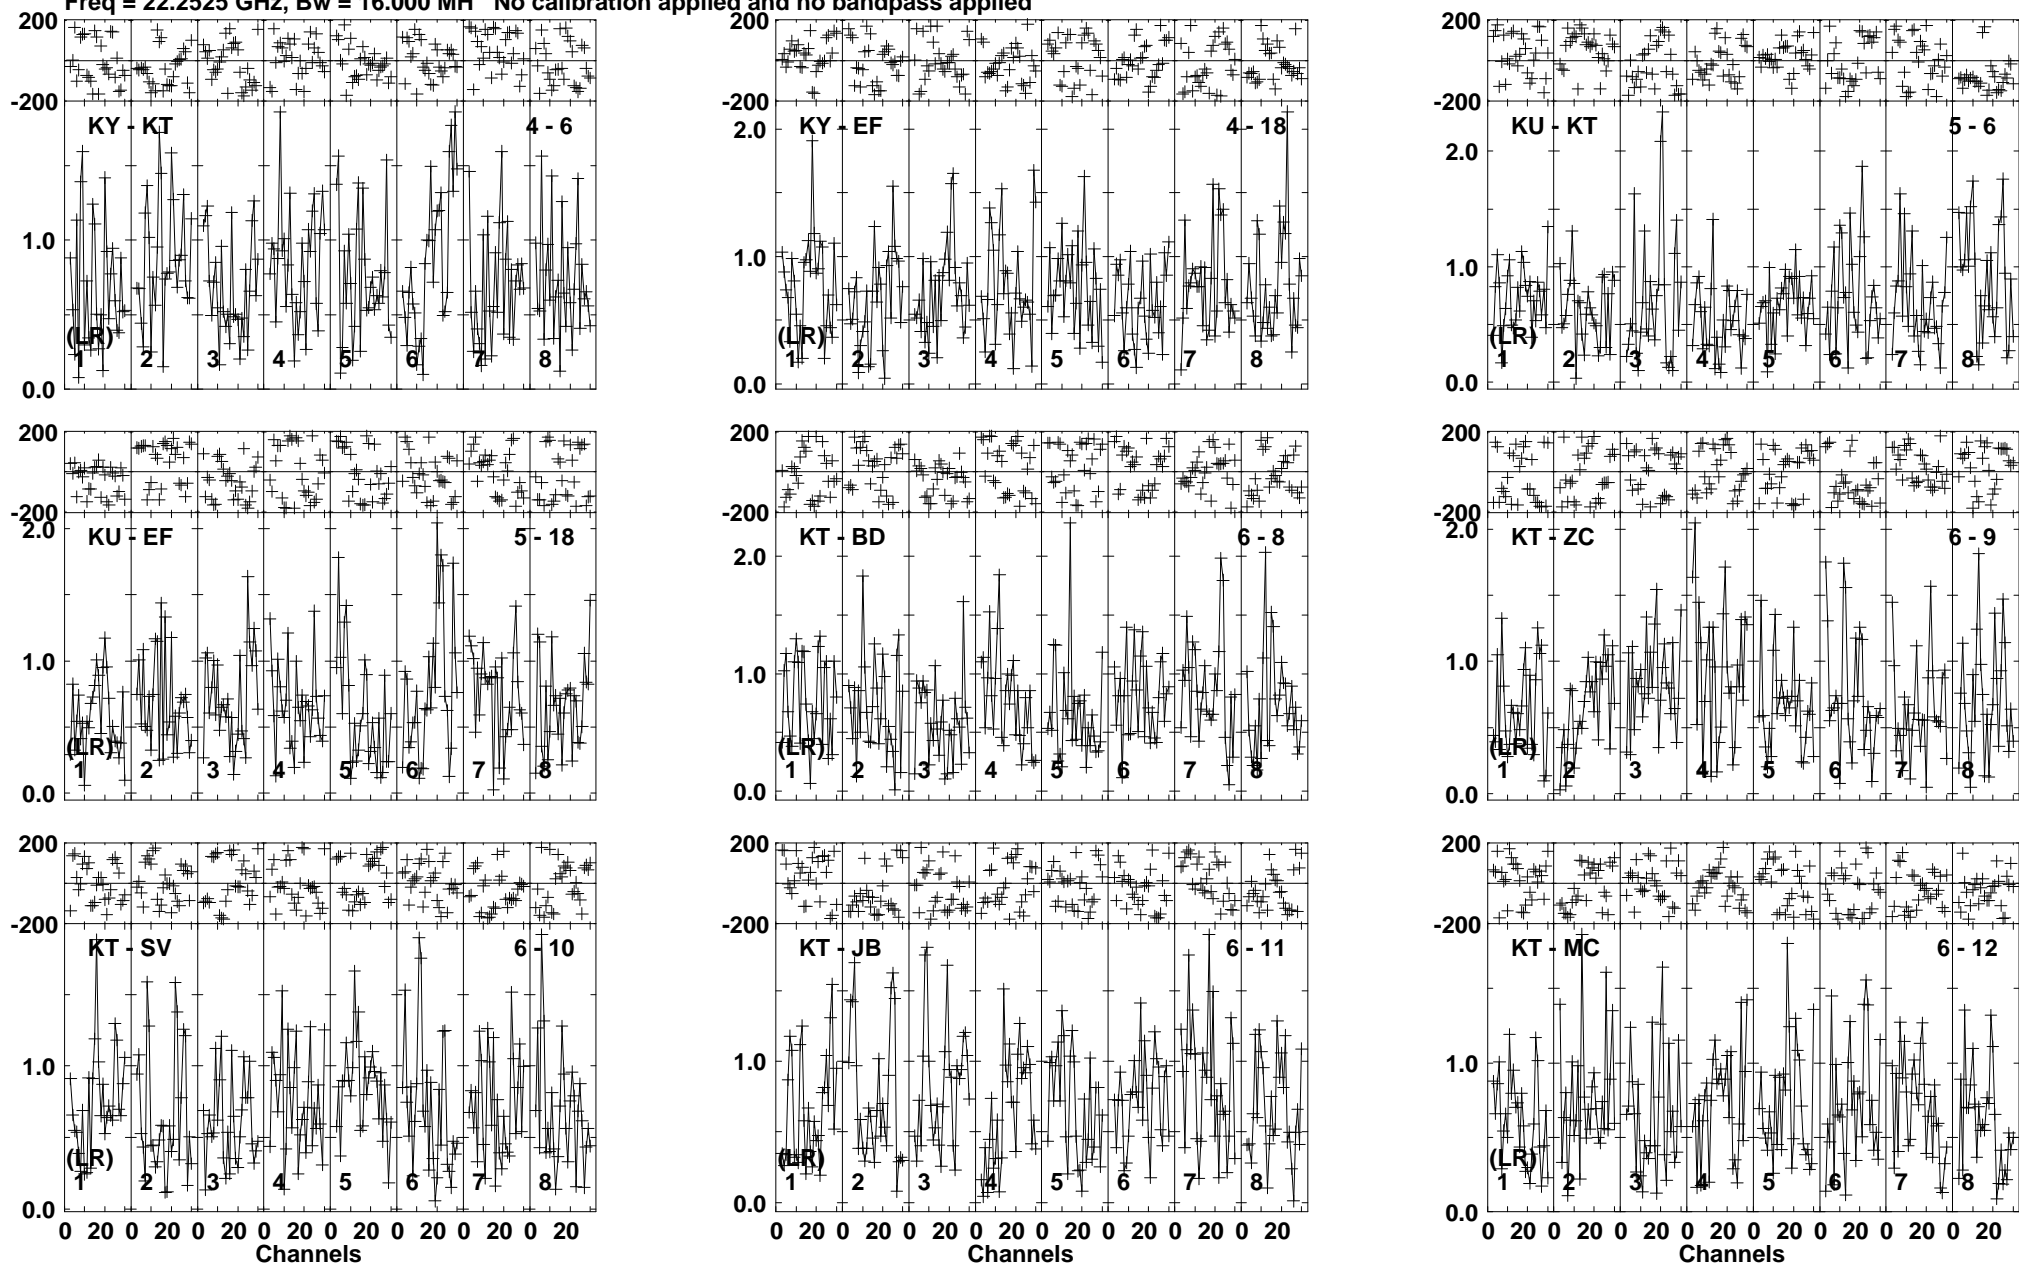 Freq = 22.2525 GHz, Bw = 16.000 MH No calibration applied and no bandpass applied
200 200 200
-200 -200 -200
KY - KT 4 - 6 KY - EF 4 - 18 KU - KT 5 - 6
2.0 2.0
1.0 1.0 1.0
(LR) (LR) (LR)
1 2 3 4 5 6 7 8 1 2 3 4 5 6 7 8 1 2 3 4 5 6 7 8
0.0 0.0 0.0
200 200 200
-200 -200 -200
KU - EF 5 - 18 KT - BD 6 - 8 KT - ZC 6 - 9
2.0 2.0 2.0
1.0 1.0 1.0
(LR) (LR) (LR)
1 2 3 4 5 6 7 8 1 2 3 4 5 6 7 8 1 2 3 4 5 6 7 8
0.0 0.0 0.0
200 200 200
-200 -200 -200
KT - SV 6 - 10 KT - JB 6 - 11 KT - MC 6 - 12
1.0 1.0 1.0
(LR) (LR) (LR)
1 2 3 4 5 6 7 8 1 2 3 4 5 6 7 8 1 2 3 4 5 6 7 8
0.0 0.0 0.0
0 20 0 20 0 20 0 20 0 20 0 20 0 20 0 20 0 20 0 20 0 20 0 20 0 20 0 20 0 20 0 20 0 20 0 20 0 20 0 20 0 20 0 20 0 20 0 20
Channels Channels Channels